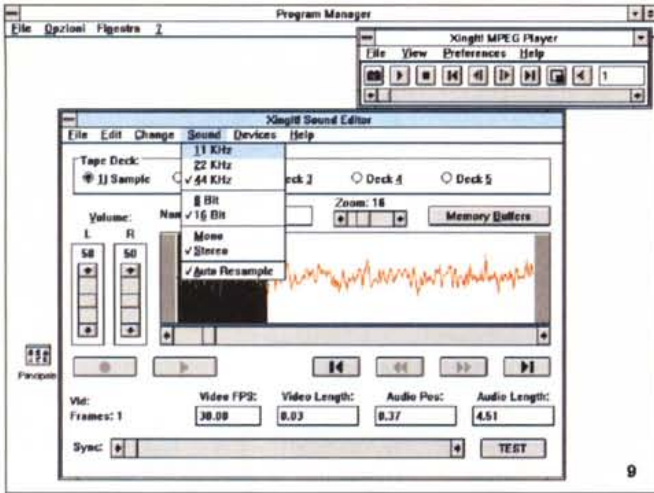 Program Manager
File Opzioni Finestra ?
XingIt! MPEG Player
File View Preferences Help
1
XingIt! Sound Editor
File Edit Change Sound Devices Help
11 KHz
22 KHz
✓44 KHz
8 Bit
✓16 Bit
Mono
✓Stereo
✓Auto Resample
Tape Deck:
1) Sample
Deck 4
Deck 5
Volume:
L R
50 50
Zoom: 16
Memory Buffers
Principale
Vid:
Frames: 1
Video FPS: Video Length: Audio Pos: Audio Length:
30.00 0.03 0.37 4.51
Sync: TEST
9